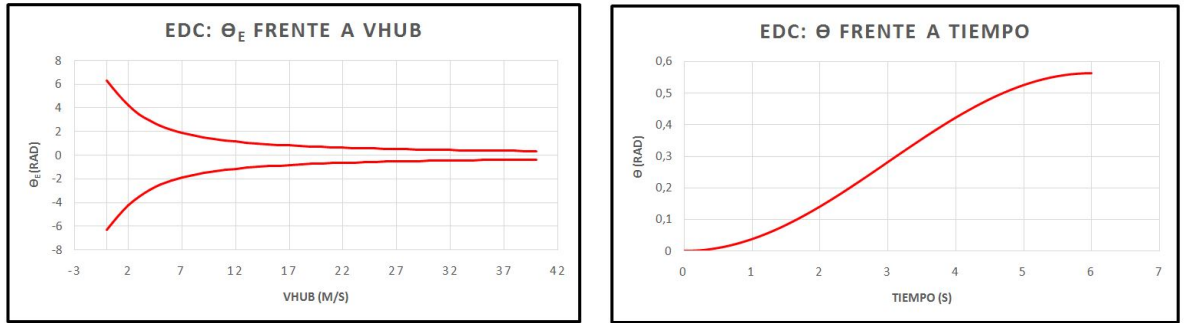 EDC: ΘE FRENTE A VHUB
8
6
4
2
0
-2
-4
-6
-8
ΘE(RAD)
-3 2 7 12 17 22 27 32 37 42
VHUB (M/S)
EDC: Θ FRENTE A TIEMPO
0,6
0,5
0,4
0,3
0,2
0,1
0
Θ (RAD)
0 1 2 3 4 5 6 7
TIEMPO (S)